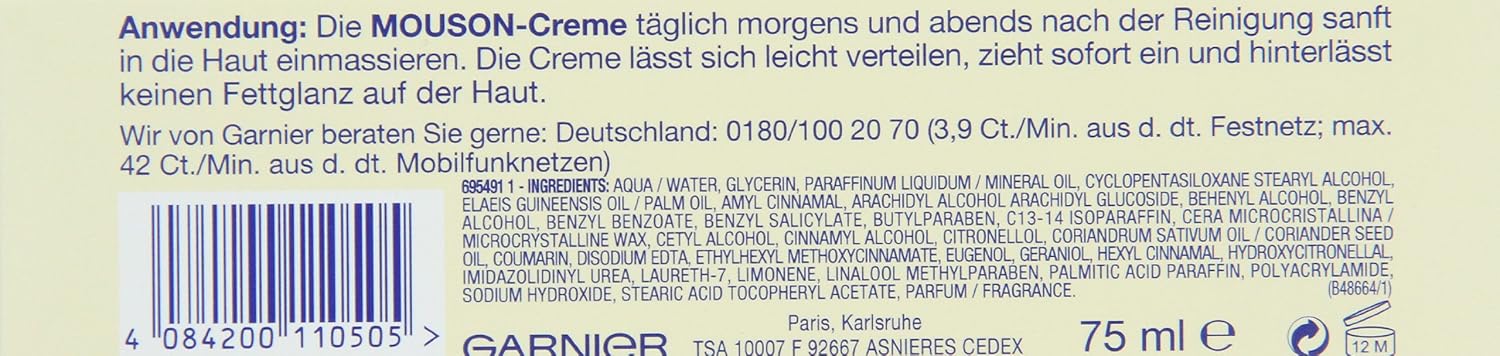 Anwendung: Die MOUSON-Creme täglich morgens und abends nach der Reinigung sanft
in die Haut einmassieren. Die Creme lässt sich leicht verteilen, zieht sofort ein und hinterlässt
keinen Fettglanz auf der Haut.
Wir von Garnier beraten Sie gerne: Deutschland: 0180/100 20 70 (3,9 Ct./Min. aus d. dt. Festnetz; max.
42 Ct./Min. aus d. dt. Mobilfunknetzen)
695491 1 - INGREDIENTS: AQUA / WATER, GLYCERIN, PARAFFINUM LIQUIDUM / MINERAL OIL, CYCLOPENTASILOXANE STEARYL ALCOHOL,
ELAEIS GUINEENSIS OIL / PALM OIL, AMYL CINNAMAL, ARACHIDYL ALCOHOL ARACHIDYL GLUCOSIDE, BEHENYL ALCOHOL, BENZYL
ALCOHOL, BENZYL BENZOATE, BENZYL SALICYLATE, BUTYLPARABEN, C13-14 ISOPARAFFIN, CERA MICROCRISTALLINA /
MICROCRYSTALLINE WAX, CETYL ALCOHOL, CINNAMYL ALCOHOL, CITRONELLOL, CORIANDRUM SATIVUM OIL / CORIANDER SEED
OIL, COUMARIN, DISODIUM EDTA, ETHYLHEXYL METHOXYCINNAMATE, EUGENOL, GERANIOL, HEXYL CINNAMAL, HYDROXYCITRONELLAL,
IMIDAZOLIDINYL UREA, LAURETH-7, LIMONENE, LINALOOL METHYLPARABEN, PALMITIC ACID PARAFFIN, POLYACRYLAMIDE,
SODIUM HYDROXIDE, STEARIC ACID TOCOPHERYL ACETATE, PARFUM / FRAGRANCE. (B48664/1)
4 084200 110505 >
GARNIER
Paris, Karlsruhe
TSA 10007 F 92667 ASNIERES CEDEX
75 ml e
12 M